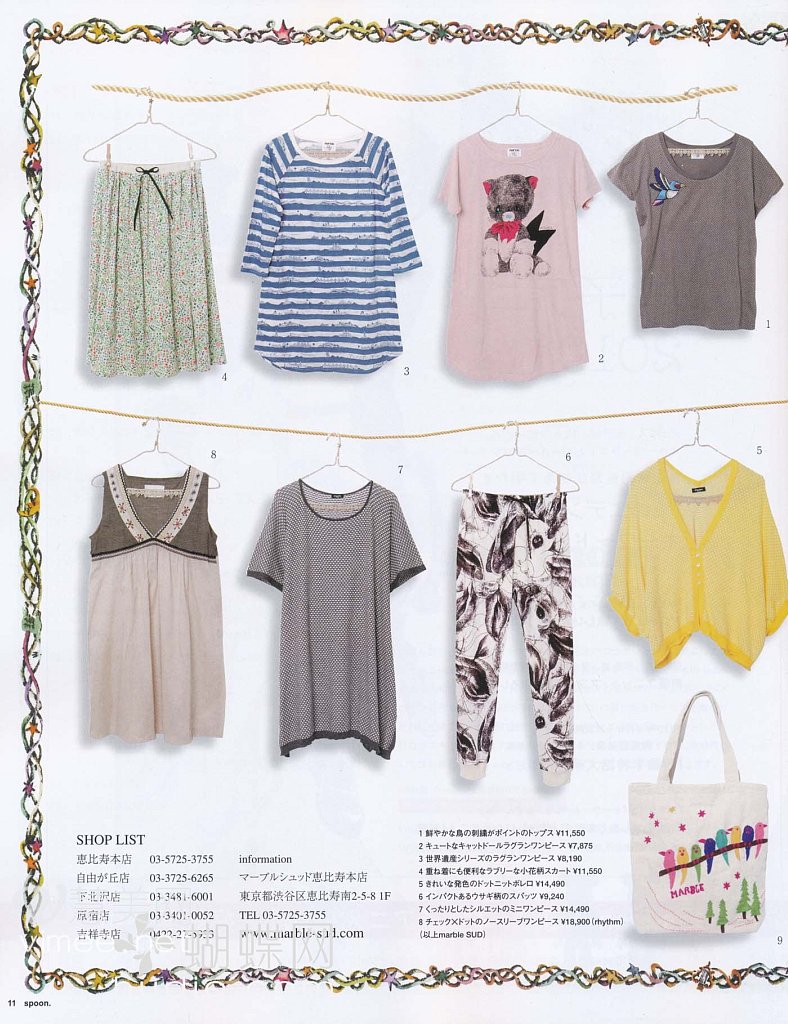 4
3
2
1
8
7
6
5
MARBLE
9
SHOP LIST
恵比寿本店 03-5725-3755
自由が丘店 03-3725-6265
下北沢店 03-3481-6001
原宿店 03-3401-0052
吉祥寺店
information
マーブルシュッド恵比寿本店
東京都渋谷区恵比寿南2-5-8 1F
TEL 03-5725-3755
www.marble-sud.com
1 鮮やかな鳥の刺繍がポイントのトップス ¥11,550
2 キュートなキャットドールラグランワンピース ¥7,875
3 世界遺産シリーズのラグランワンピース ¥8,190
4 重ね着にも便利なラブリーな小花柄スカート ¥11,550
5 きれいな発色のドットニットボレロ ¥14,490
6 インパクトあるウサギ柄のスパッツ ¥9,240
7 くったりとしたシルエットのミニワンピース ¥14,490
8 チェック×ドットのノースリーブワンピース ¥18,900(rhythm)
(以上marble SUD)
蝴蝶网
11 spoon.